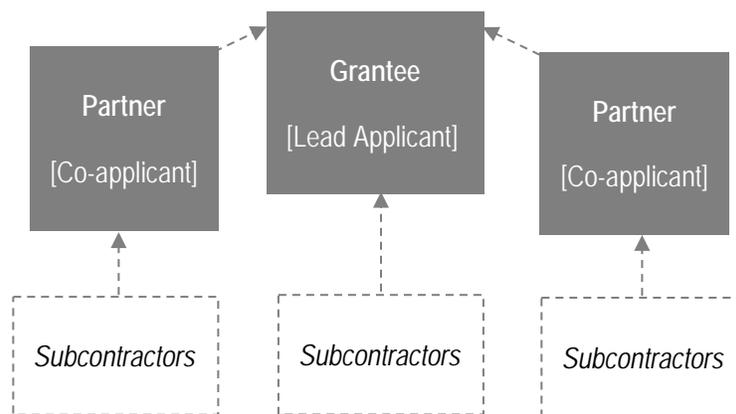 Partner
[Co-applicant]
Grantee
[Lead Applicant]
Partner
[Co-applicant]
Subcontractors
Subcontractors
Subcontractors